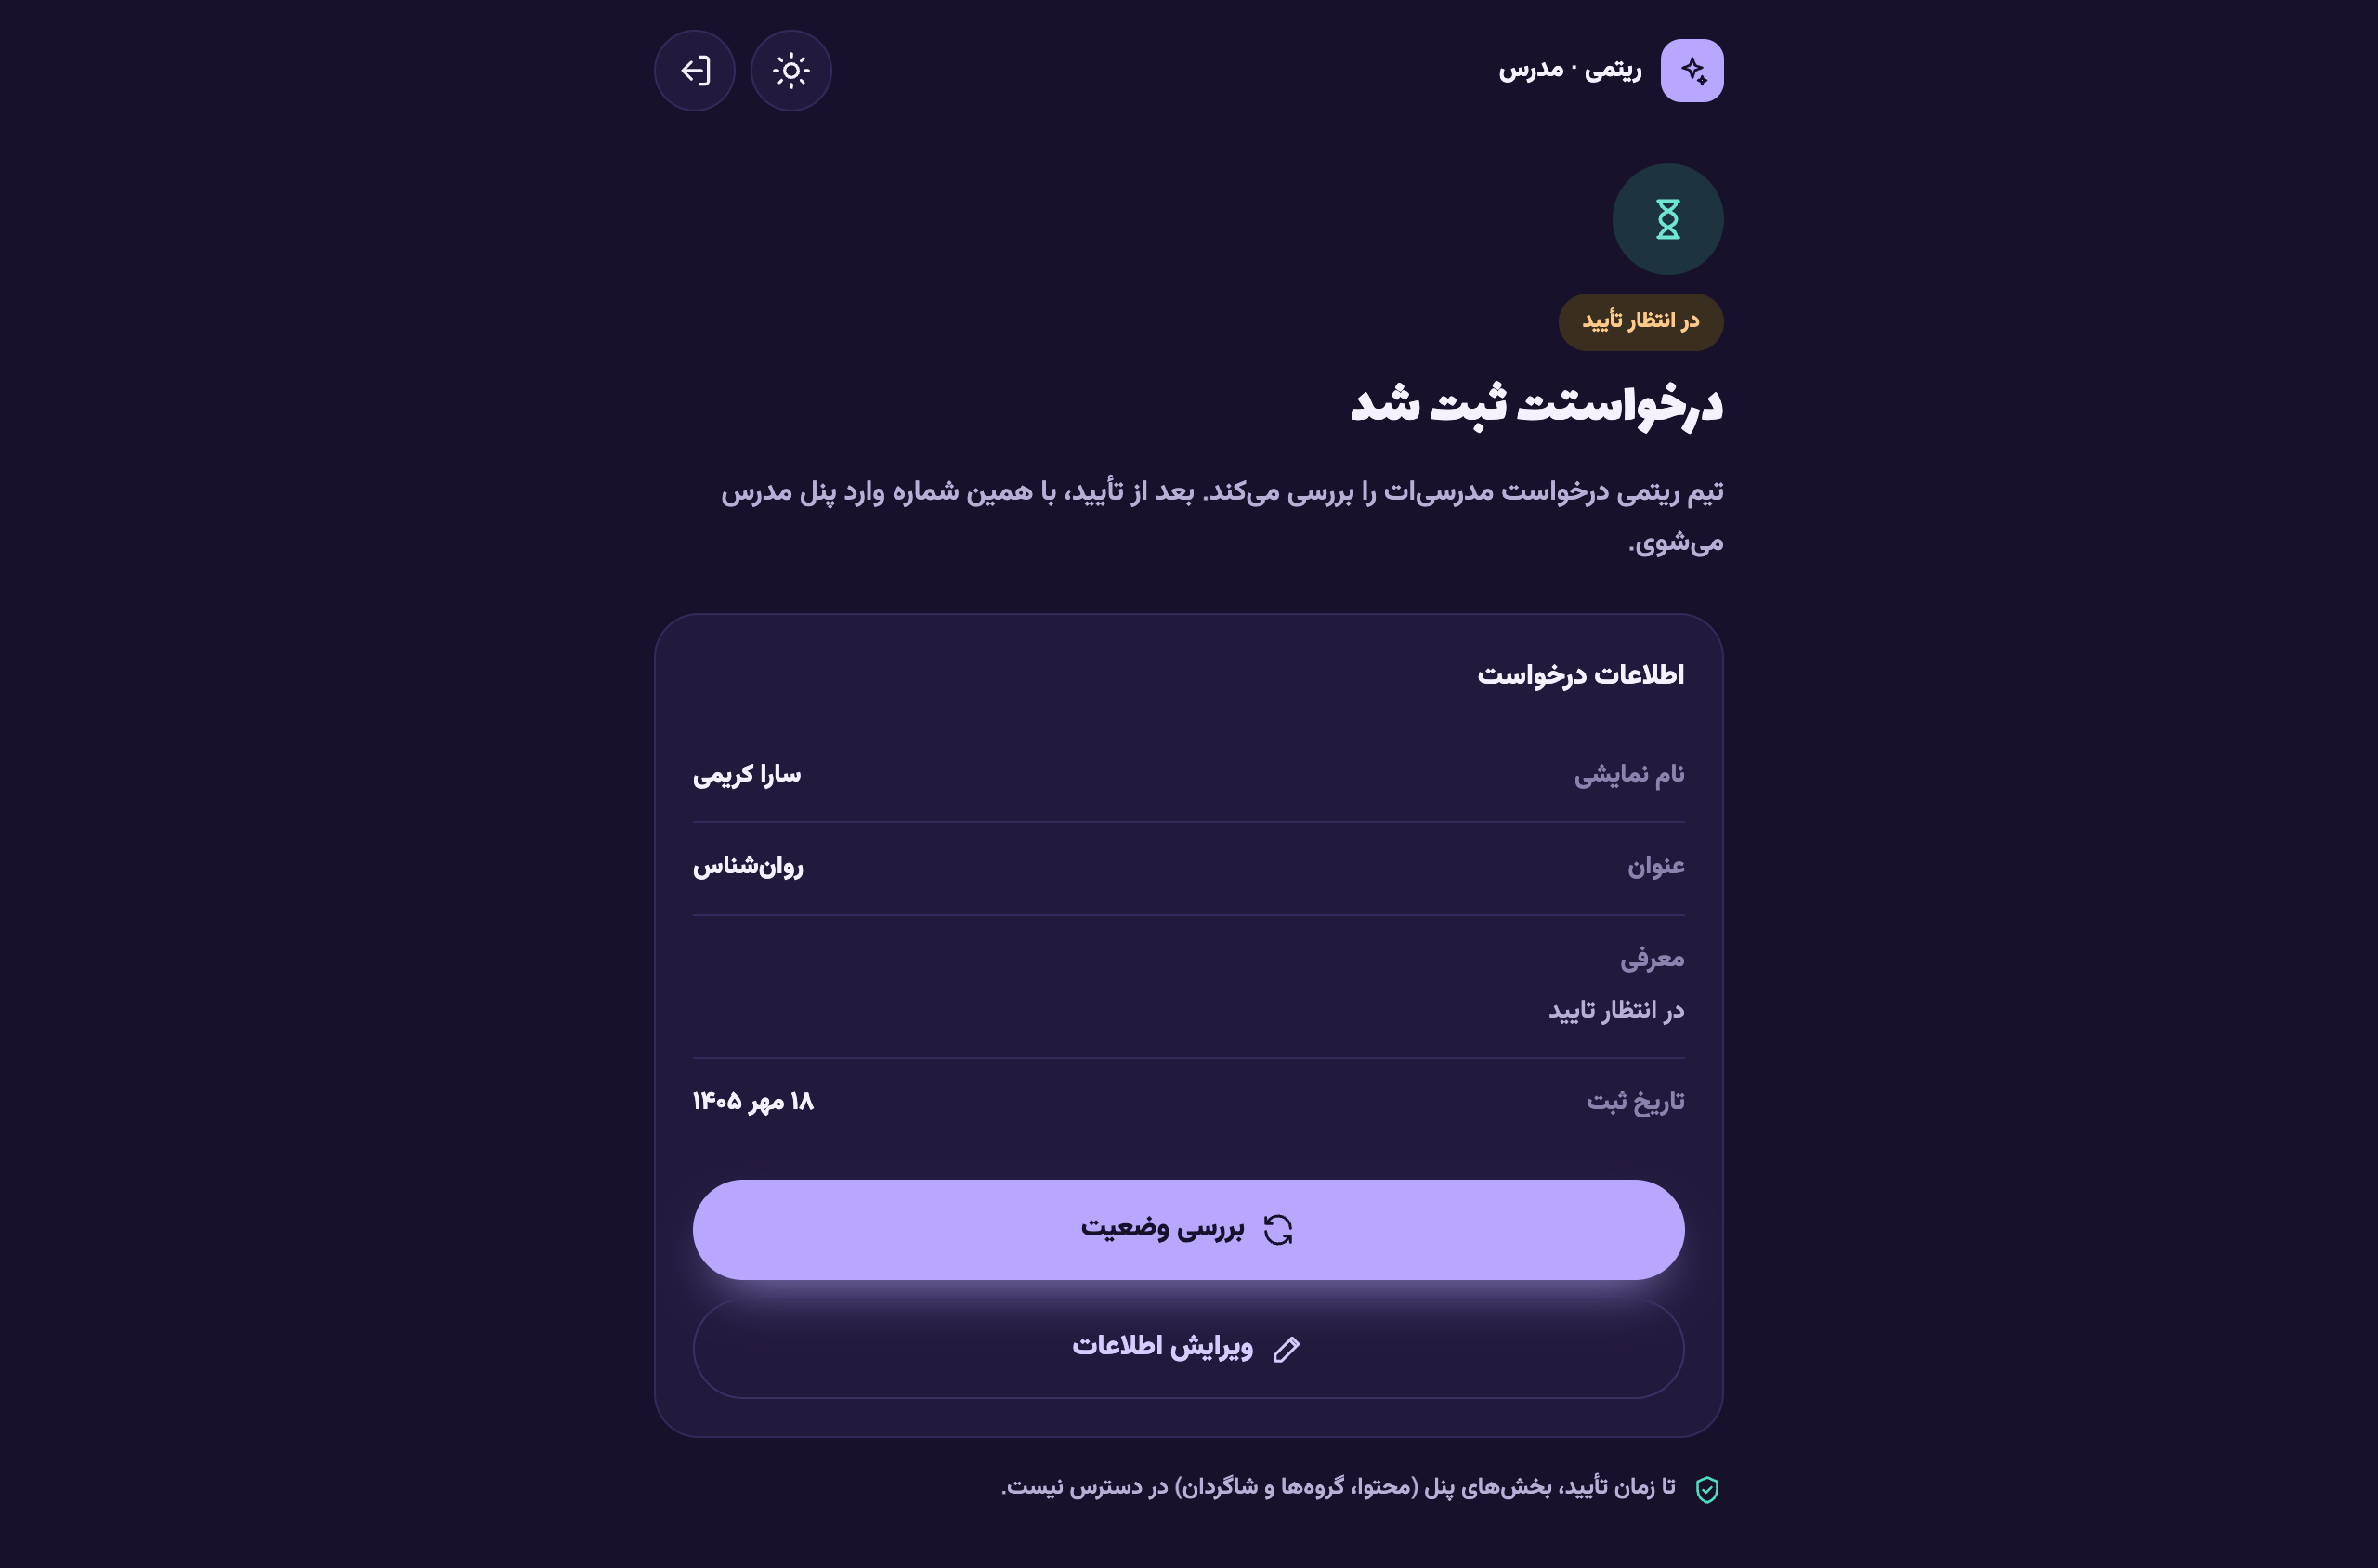 ریتمی · مدرس
در انتظار تأیید
درخواستت ثبت شد
تیم ریتمی درخواست مدرسی‌ات را بررسی می‌کند. بعد از تأیید، با همین شماره وارد پنل مدرس
می‌شوی.
اطلاعات درخواست
نام نمایشی سارا کریمی
عنوان روان‌شناس
معرفی
در انتظار تایید
تاریخ ثبت ۱۸ مهر ۱۴۰۵
بررسی وضعیت
ویرایش اطلاعات
تا زمان تأیید، بخش‌های پنل (محتوا، گروه‌ها و شاگردان) در دسترس نیست.